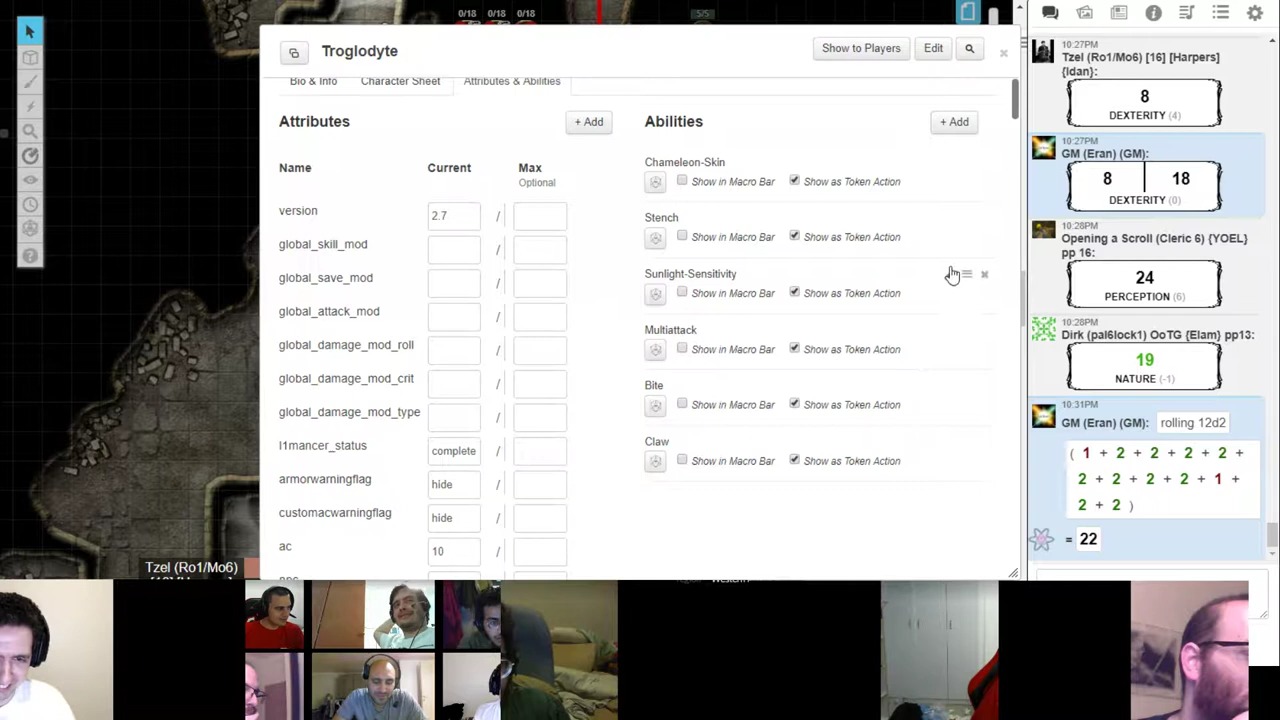 0/18 0/18 0/18
5/5
Troglodyte
Show to Players
Edit
Bio & Info
Character Sheet
Attributes & Abilities
Attributes
+ Add
Name
Current
Max
Optional
version
2.7
/
global_skill_mod
/
global_save_mod
/
global_attack_mod
/
global_damage_mod_roll
/
global_damage_mod_crit
/
global_damage_mod_type
/
l1mancer_status
complete
/
armorwarningflag
hide
/
customacwarningflag
hide
/
ac
10
/
Abilities
+ Add
Chameleon-Skin
Show in Macro Bar
Show as Token Action
Stench
Show in Macro Bar
Show as Token Action
Sunlight-Sensitivity
Show in Macro Bar
Show as Token Action
Multiattack
Show in Macro Bar
Show as Token Action
Bite
Show in Macro Bar
Show as Token Action
Claw
Show in Macro Bar
Show as Token Action
Tzel (Ro1/Mo6)
10:27PM
Tzel (Ro1/Mo6) [16] [Harpers]
{Idan}:
8
DEXTERITY (4)
10:27PM
GM (Eran) (GM):
8 18
DEXTERITY (0)
10:28PM
Opening a Scroll (Cleric 6) {YOEL}
pp 16:
24
PERCEPTION (6)
10:28PM
Dirk (pal6lock1) OoTG {Elam} pp13:
19
NATURE (-1)
10:31PM
GM (Eran) (GM):
rolling 12d2
( 1 + 2 + 2 + 2 + 2 +
2 + 2 + 2 + 2 + 1 +
2 + 2 )
= 22